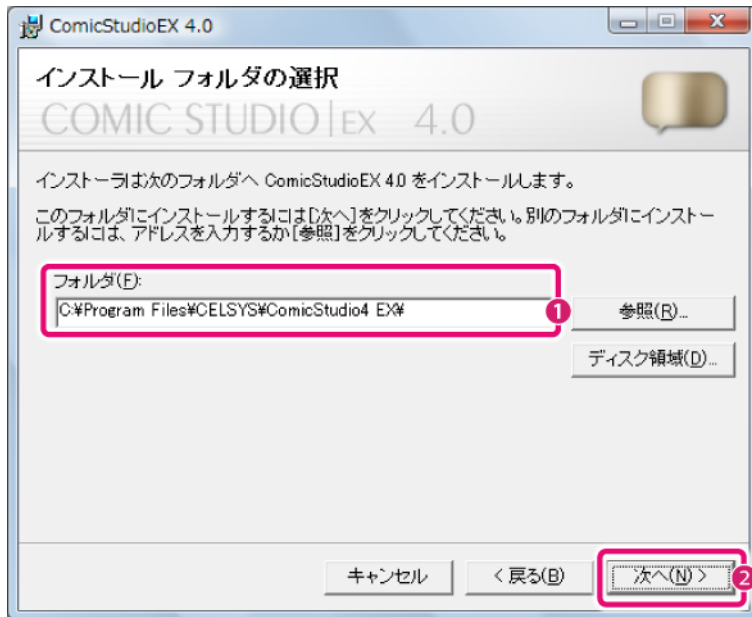 ComicStudioEX 4.0
インストール フォルダの選択
COMIC STUDIO|EX 4.0
インストーラは次のフォルダへ ComicStudioEX 4.0 をインストールします。
このフォルダにインストールするには[次へ]をクリックしてください。別のフォルダにインストー
ルするには、アドレスを入力するか[参照]をクリックしてください。
フォルダ(F):
C:¥Program Files¥CELSYS¥ComicStudio4 EX¥
❶
参照(R)...
ディスク領域(D)...
キャンセル
< 戻る(B)
次へ(N) >
❷